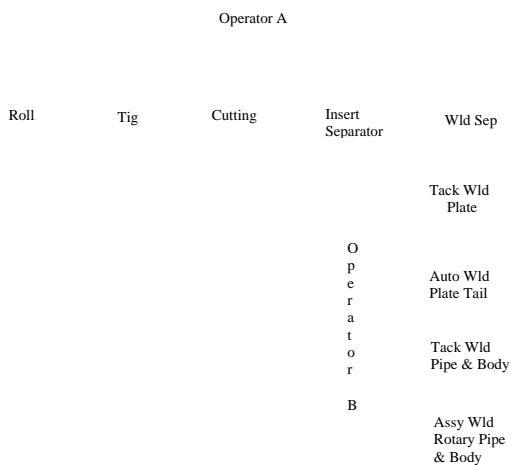 Operator A
Roll
Tig
Cutting
Insert
Separator
Wld Sep
Tack Wld
Plate
O
p
e
r
a
t
o
r
B
Auto Wld
Plate Tail
Tack Wld
Pipe & Body
Assy Wld
Rotary Pipe
& Body